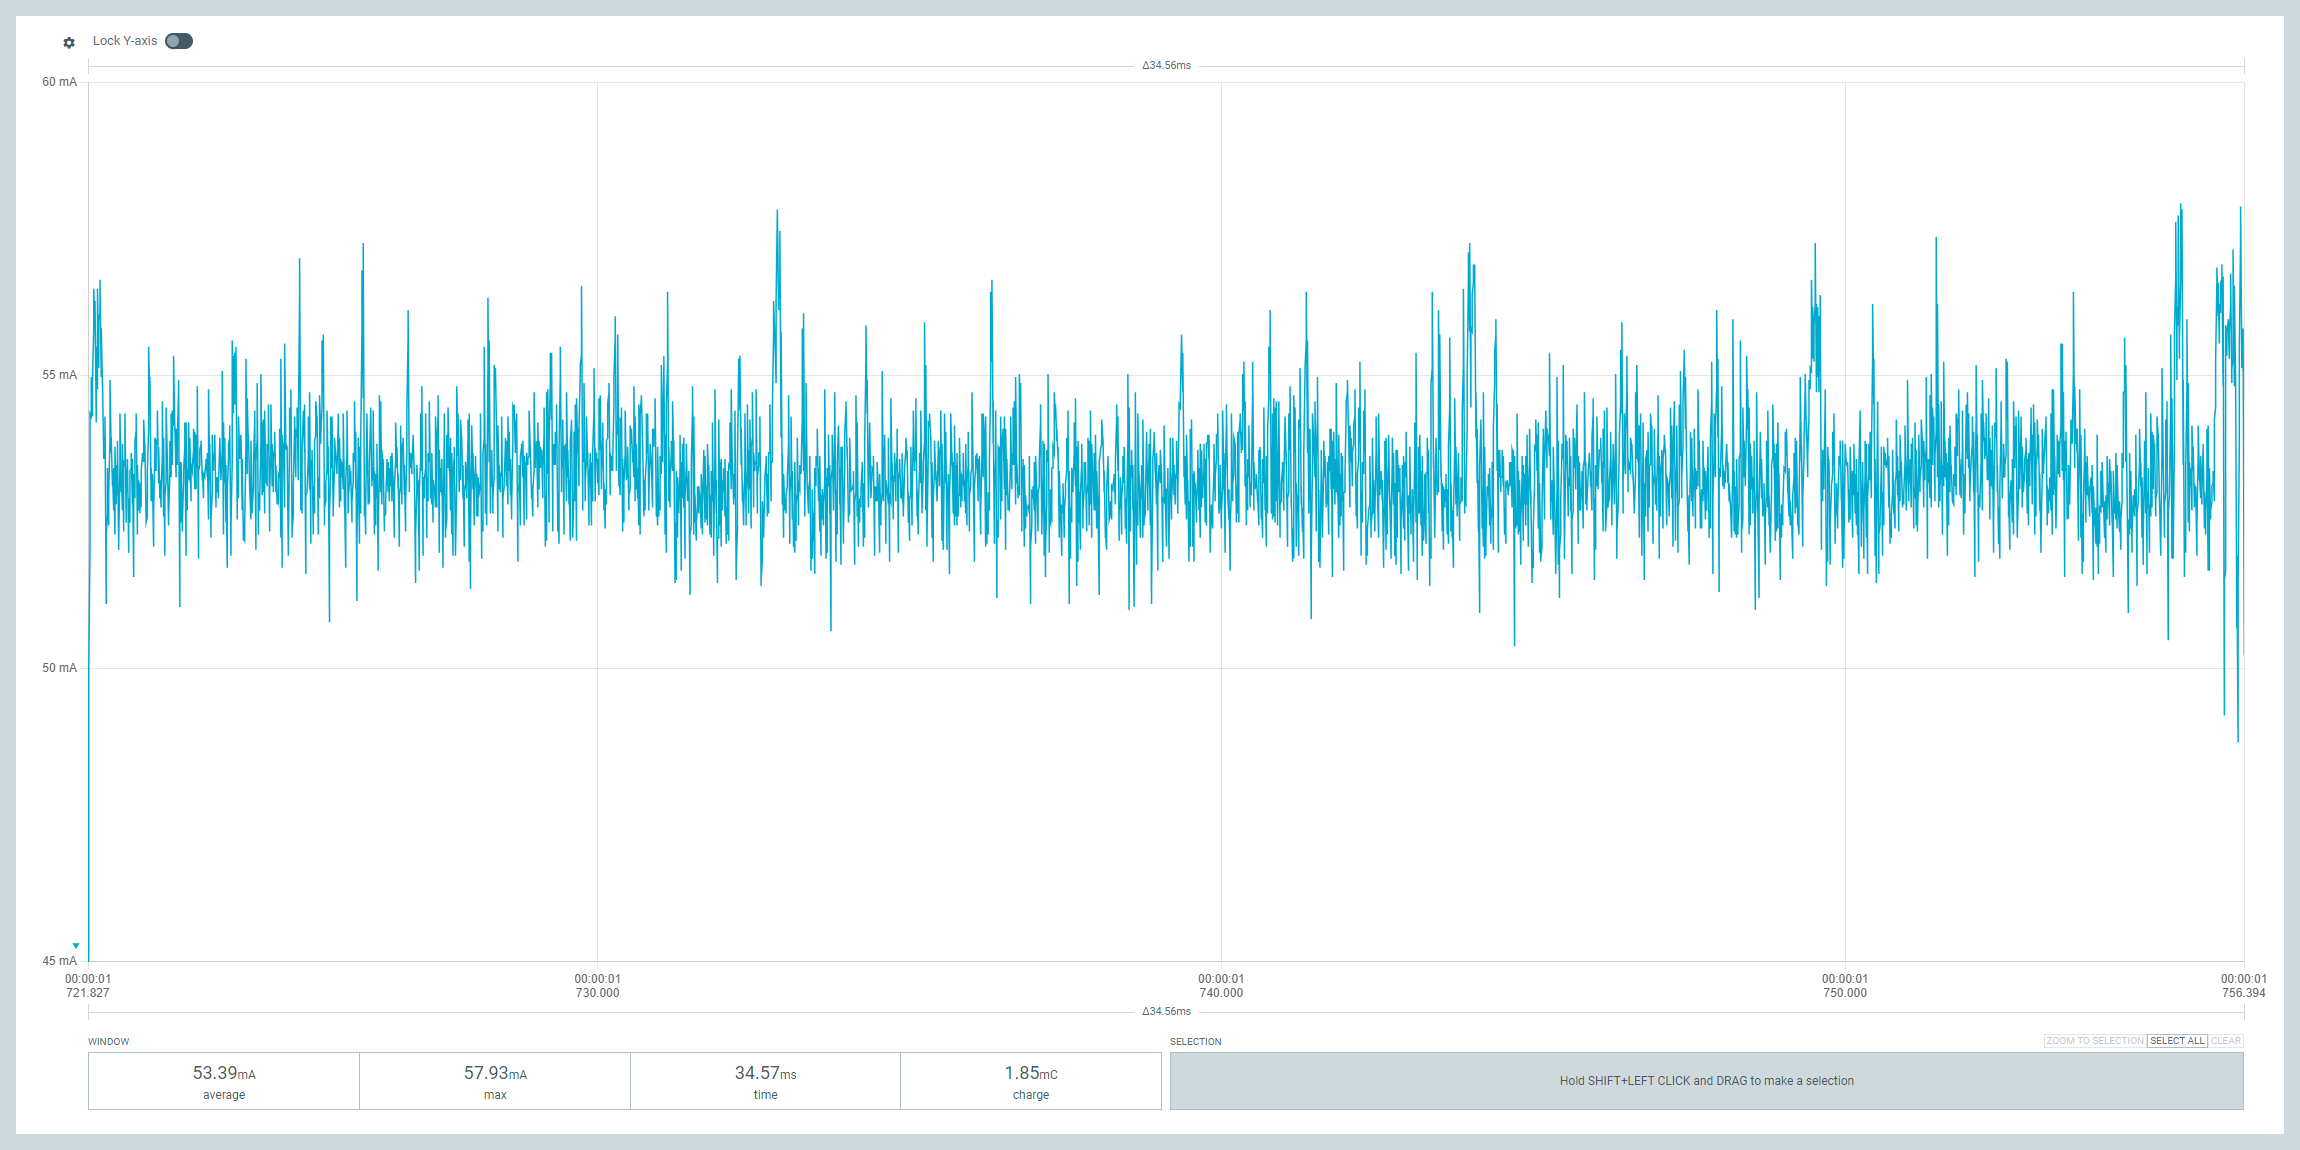 Lock Y-axis
Δ34.56ms
60 mA
55 mA
50 mA
45 mA
00:00:01 00:00:01 00:00:01 00:00:01 00:00:01
721.827 730.000 740.000 750.000 756.394
Δ34.56ms
WINDOW
53.39mA 57.93mA 34.57ms 1.85mC
average max time charge
SELECTION ZOOM TO SELECTION SELECT ALL CLEAR
Hold SHIFT+LEFT CLICK and DRAG to make a selection